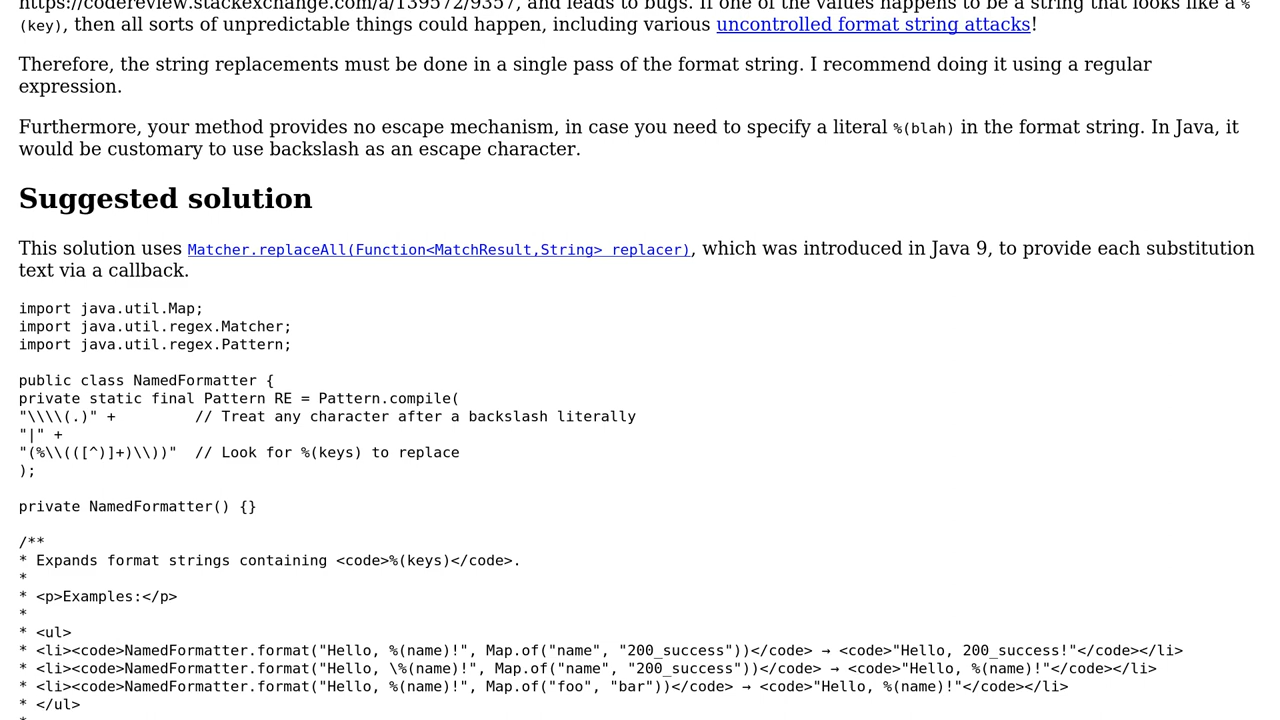 https://codereview.stackexchange.com/a/139572/9357, and leads to bugs. If one of the values happens to be a string that looks like a %
(key), then all sorts of unpredictable things could happen, including various uncontrolled format string attacks!
Therefore, the string replacements must be done in a single pass of the format string. I recommend doing it using a regular
expression.
Furthermore, your method provides no escape mechanism, in case you need to specify a literal %(blah) in the format string. In Java, it
would be customary to use backslash as an escape character.
Suggested solution
This solution uses Matcher.replaceAll(Function<MatchResult,String> replacer), which was introduced in Java 9, to provide each substitution
text via a callback.
import java.util.Map;
import java.util.regex.Matcher;
import java.util.regex.Pattern;
public class NamedFormatter {
private static final Pattern RE = Pattern.compile(
"\\\\(.)" +         // Treat any character after a backslash literally
"|" +
"(%\\(([^)]+)\\))"  // Look for %(keys) to replace
);
private NamedFormatter() {}
/**
* Expands format strings containing <code>%(keys)</code>.
*
* <p>Examples:</p>
*
* <ul>
* <li><code>NamedFormatter.format("Hello, %(name)!", Map.of("name", "200_success"))</code> → <code>"Hello, 200_success!"</code></li>
* <li><code>NamedFormatter.format("Hello, \%(name)!", Map.of("name", "200_success"))</code> → <code>"Hello, %(name)!"</code></li>
* <li><code>NamedFormatter.format("Hello, %(name)!", Map.of("foo", "bar"))</code> → <code>"Hello, %(name)!"</code></li>
* </ul>
*